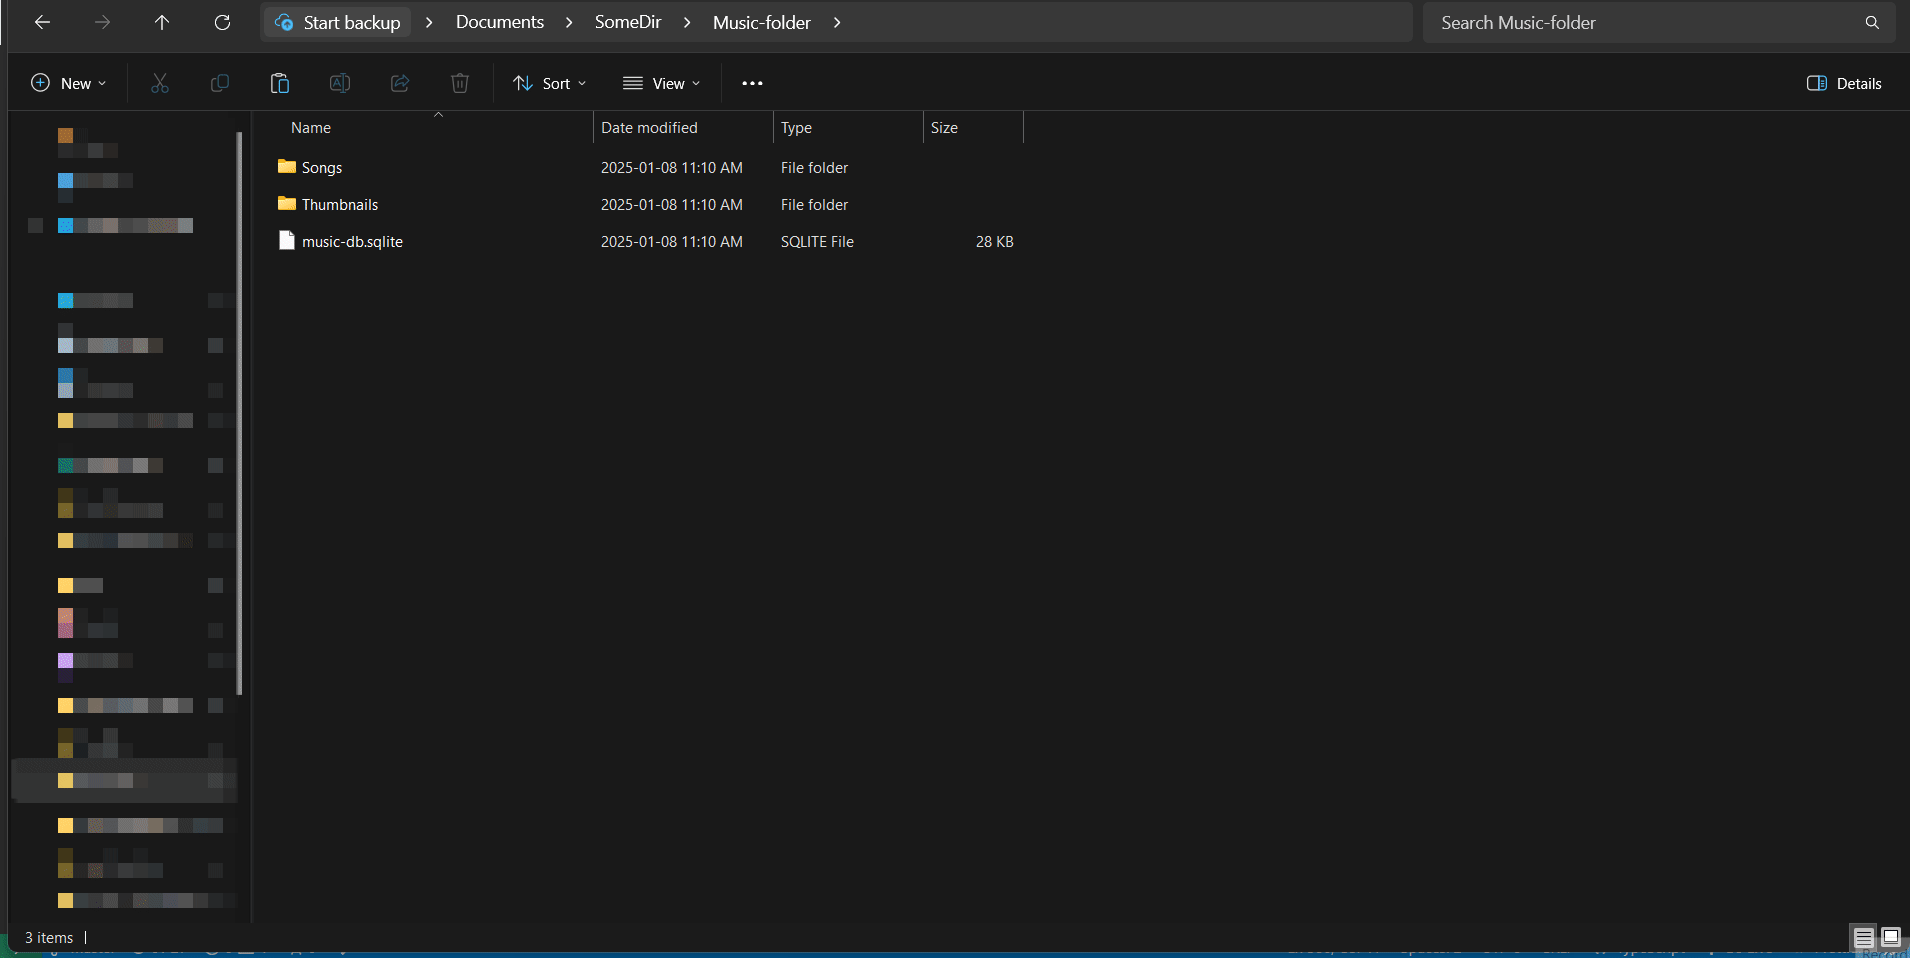 Start backup > Documents > SomeDir > Music-folder >
Search Music-folder
New
Sort
View
Details
Name Date modified Type Size
Songs 2025-01-08 11:10 AM File folder
Thumbnails 2025-01-08 11:10 AM File folder
music-db.sqlite 2025-01-08 11:10 AM SQLITE File 28 KB
3 items